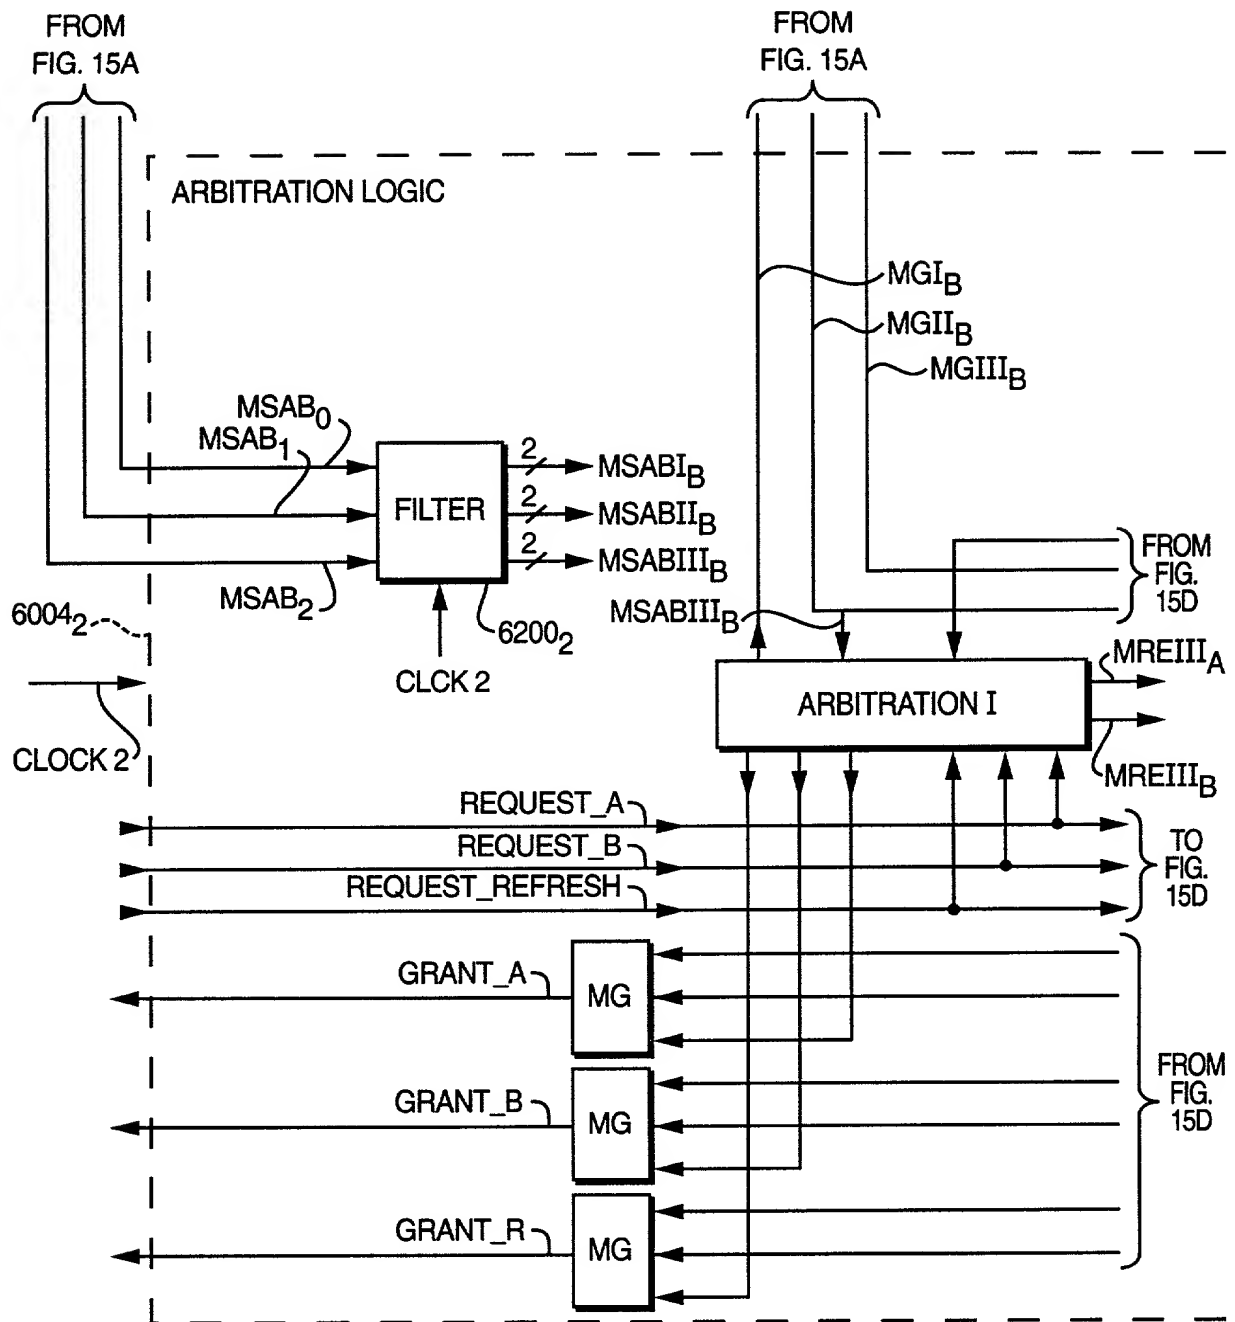 FROM
FIG. 15A
FROM
FIG. 15A
ARBITRATION LOGIC
MGI_B
MGII_B
MGIII_B
MSAB_0
MSAB_1
MSAB_2
FILTER
2
2
2
MSABI_B
MSABII_B
MSABIII_B
FROM
FIG.
15D
6004_2
6200_2
CLCK 2
CLOCK 2
MSABIII_B
ARBITRATION I
MREIII_A
MREIII_B
REQUEST_A
REQUEST_B
REQUEST_REFRESH
TO
FIG.
15D
GRANT_A
MG
GRANT_B
MG
GRANT_R
MG
FROM
FIG.
15D